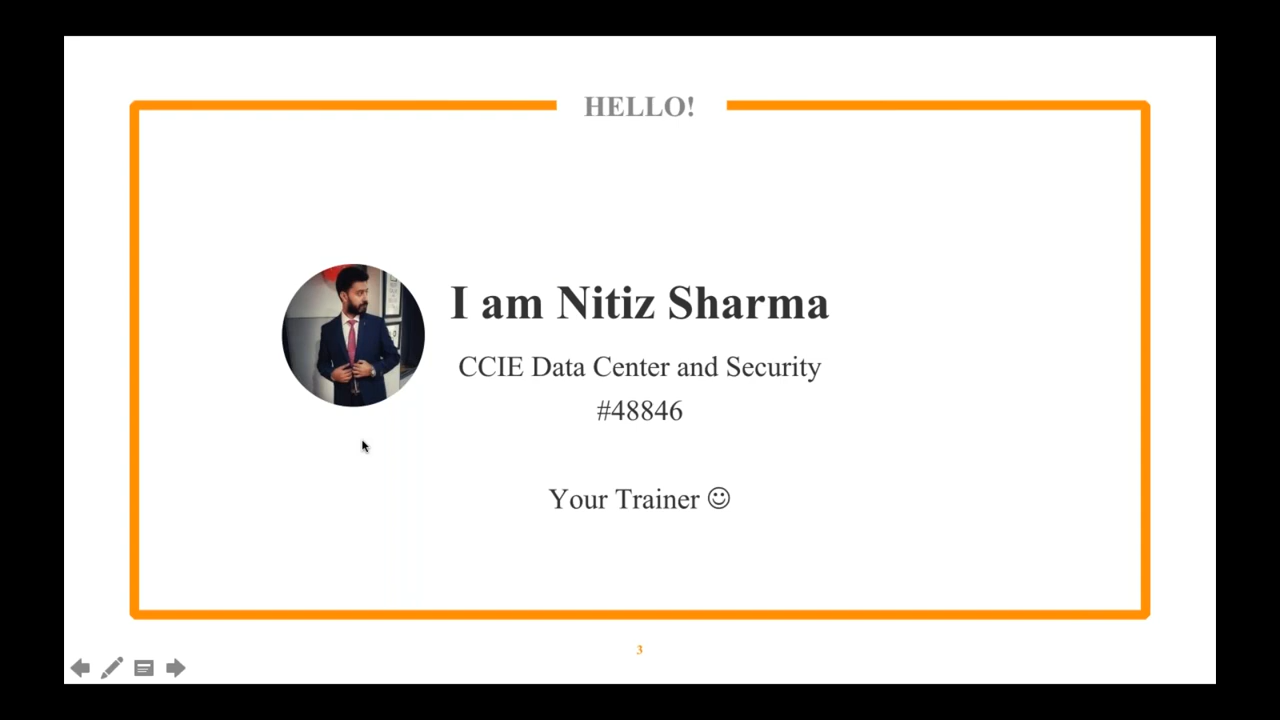 HELLO!
I am Nitiz Sharma
CCIE Data Center and Security
#48846
Your Trainer ☺
3